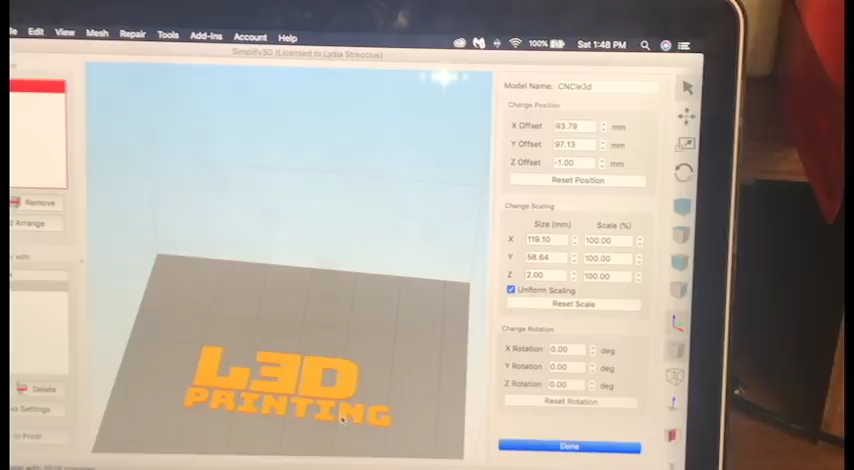 Edit View Mesh Repair Tools Add-Ins Account Help
100% Sat 1:48 PM
Simplify3D (Licensed to Lydia Streccius)
Model Name: CNCle3d
Change Position
X Offset 93.79 mm
Y Offset 97.13 mm
Z Offset -1.00 mm
Reset Position
Remove
Arrange
Change Scaling
Size (mm) Scale (%)
X 119.10 100.00
Y 58.64 100.00
Z 2.00 100.00
Uniform Scaling
Reset Scale
Change Rotation
X Rotation 0.00 deg
Y Rotation 0.00 deg
Z Rotation 0.00 deg
Reset Rotation
Delete
Settings
Done
L3D
PRINTING